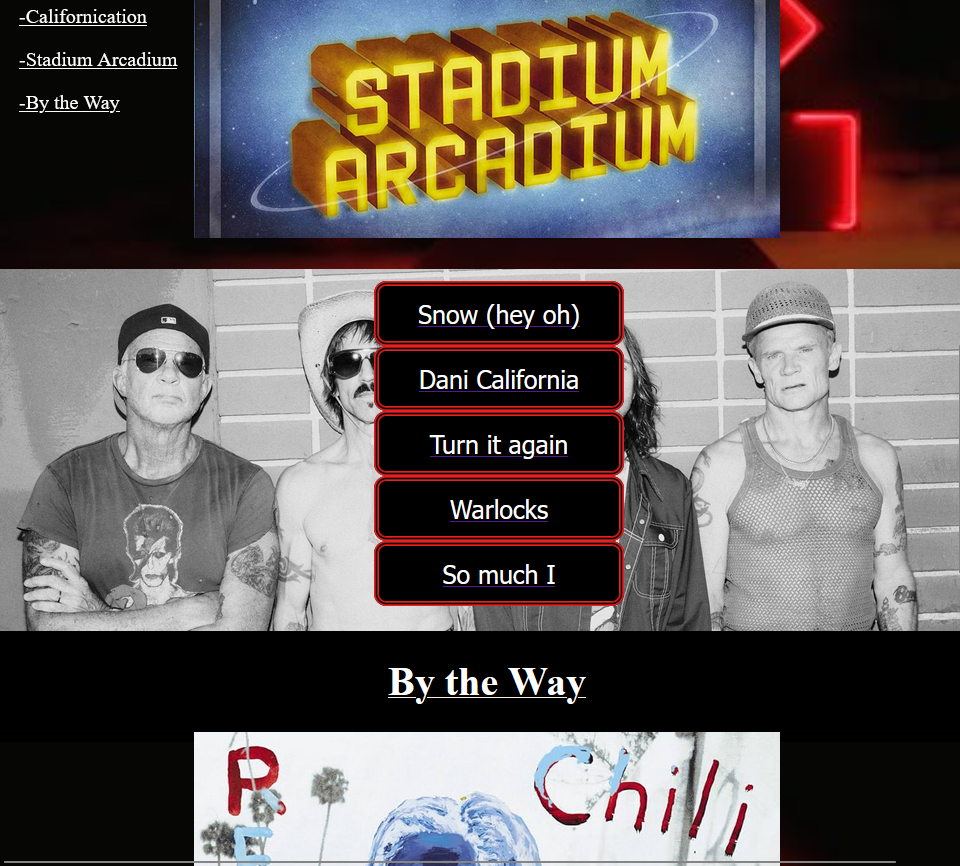 -Californication
-Stadium Arcadium
-By the Way
STADIUM
ARCADIUM
Snow (hey oh)
Dani California
Turn it again
Warlocks
So much I
By the Way
RE
Chili